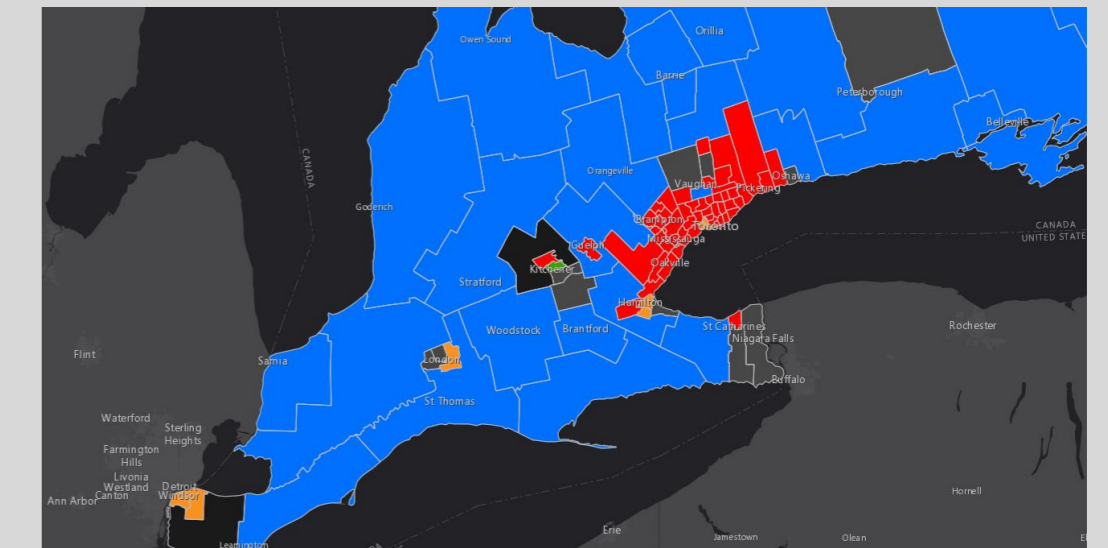 Owen Sound
Orillia
Barrie
Peterborough
Belleville
CANADA
Orangeville
Oshawa
Vaughan
Pickering
Goderich
Brampton
Toronto
CANADA
UNITED STATE
Mississauga
Guelph
Oakville
Kitchener
Stratford
Hamilton
St Catharines
Rochester
Woodstock
Brantford
Niagara Falls
Flint
Sarnia
London
Buffalo
St Thomas
Waterford
Sterling
Heights
Farmington
Hills
Livonia
Westland
Detroit
Canton
Windsor
Ann Arbor
Hornell
Erie
Jamestown
Olean
Leamington